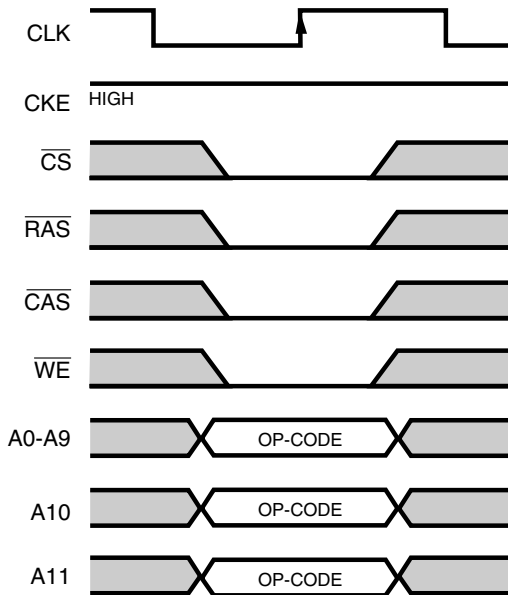 CLK
CKE HIGH
CS
RAS
CAS
WE
A0-A9 OP-CODE
A10 OP-CODE
A11 OP-CODE